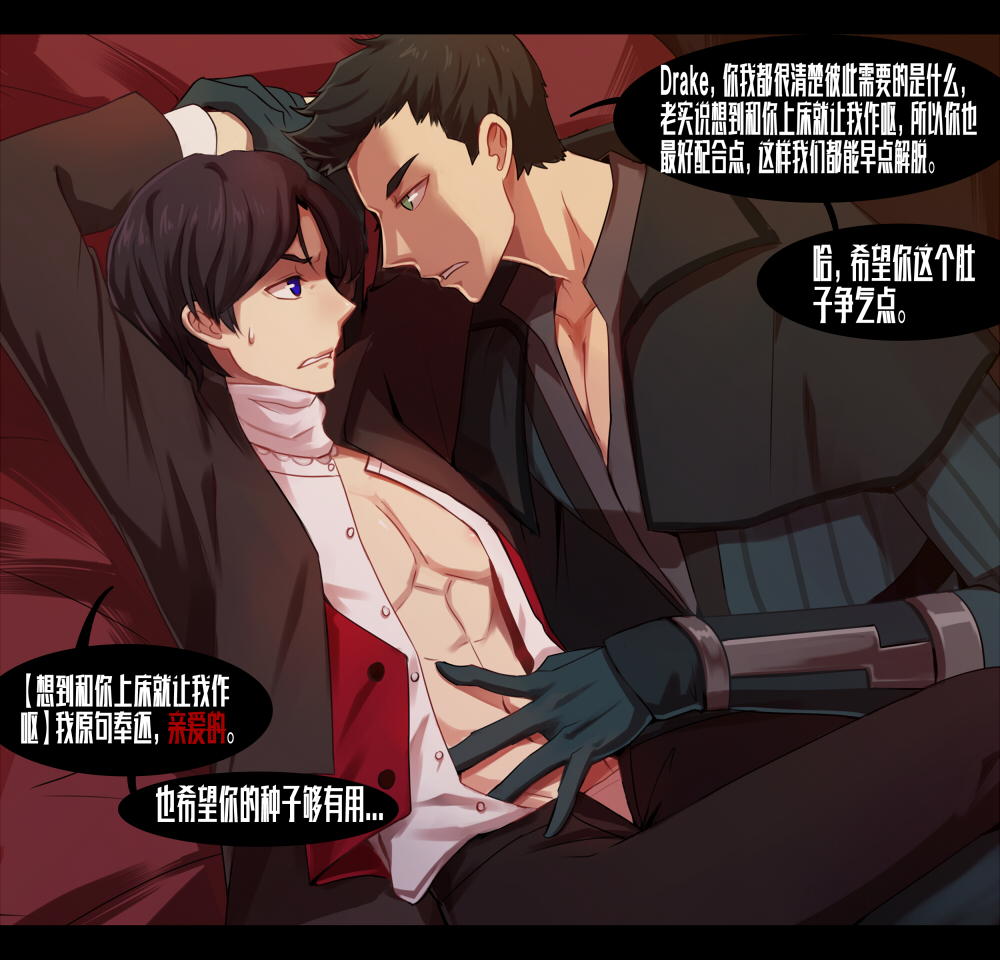 Drake, 你我都很清楚彼此需要的是什么,
老实说想到和你上床就让我作呕, 所以你也
最好配合点, 这样我们都能早点解脱。
哈, 希望你这个肚
子争气点。
【想到和你上床就让我作
呕】我原句奉还, 亲爱的。
也希望你的种子够有用...